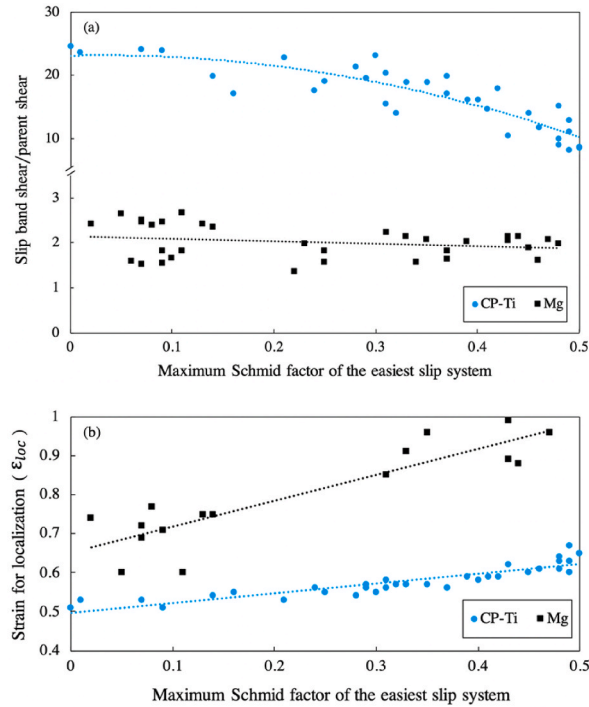 (a)
30
20
10
3
2
1
0
Slip band shear/parent shear
CP-Ti Mg
0 0.1 0.2 0.3 0.4 0.5
Maximum Schmid factor of the easiest slip system
(b)
1
0.9
0.8
0.7
0.6
0.5
0.4
Strain for localization ( ε_loc )
CP-Ti Mg
0 0.1 0.2 0.3 0.4 0.5
Maximum Schmid factor of the easiest slip system